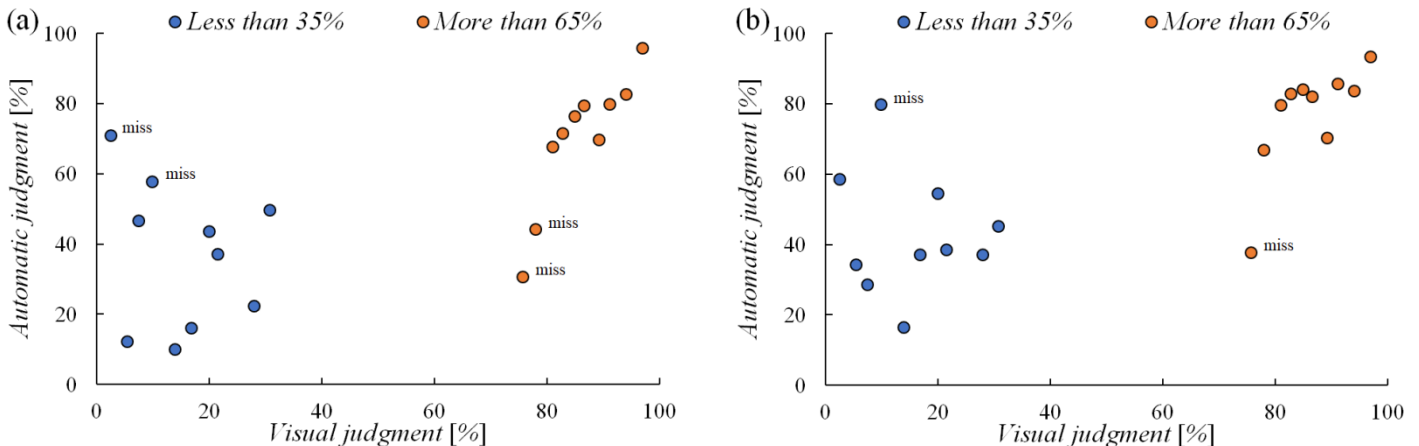 (a) Less than 35% More than 65%
100
80
60
40
20
0
Automatic judgment [%]
miss
miss
miss
miss
0 20 40 60 80 100
Visual judgment [%]
(b) Less than 35% More than 65%
100
80
60
40
20
0
Automatic judgment [%]
miss
miss
0 20 40 60 80 100
Visual judgment [%]